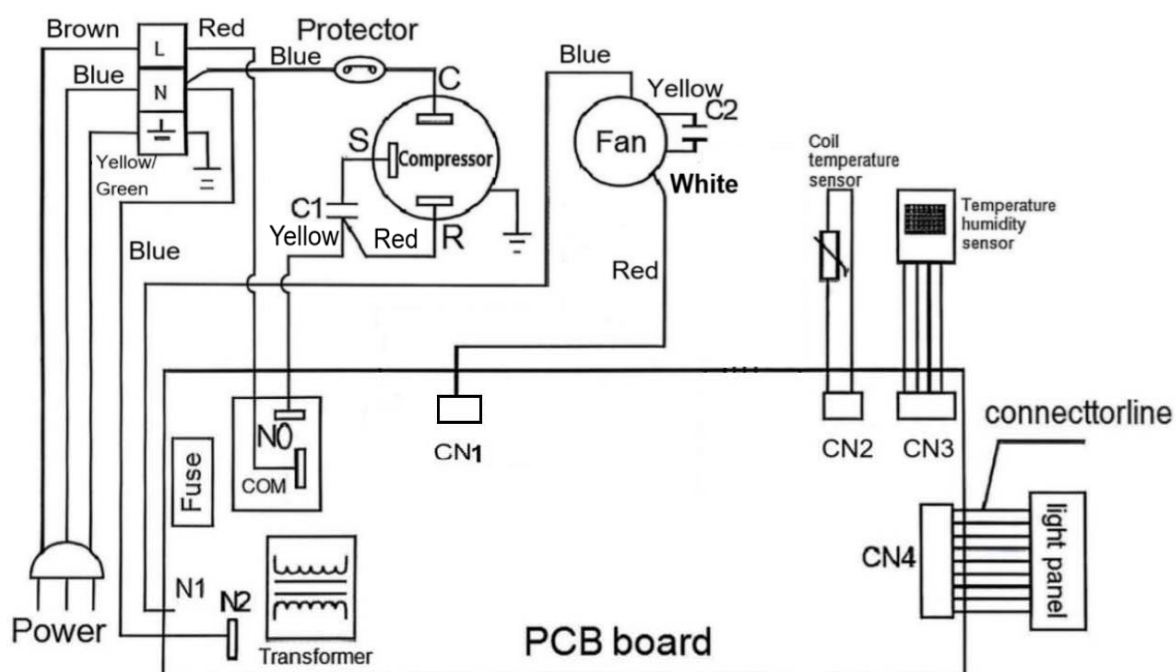 Brown
L
Red
Protector
Blue
Blue
N
C
Blue
Yellow
C2
Fan
S
Compressor
Coil
temperature
sensor
Yellow/
Green
White
C1
Temperature
humidity
sensor
Yellow
Red
R
Blue
Red
connecttorline
NO
CN1
CN2
CN3
COM
Fuse
CN4
light panel
N1
N2
Power
Transformer
PCB board